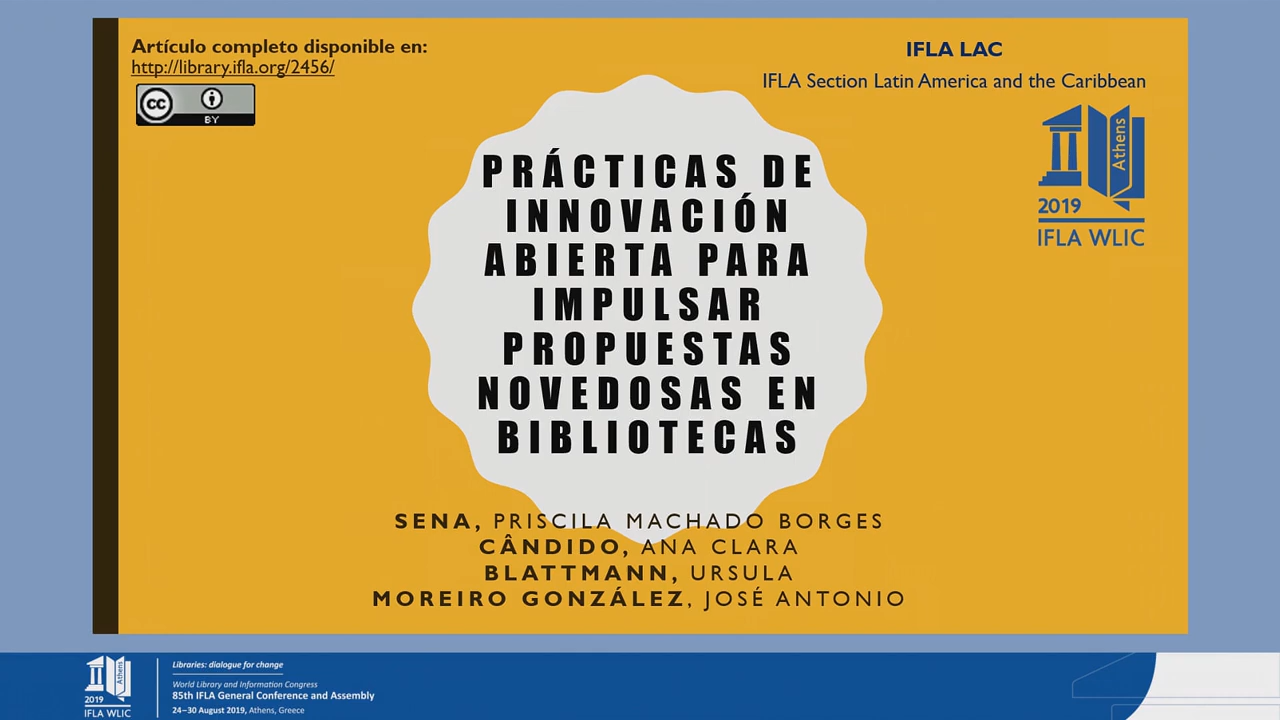 Artículo completo disponible en:
http://library.ifla.org/2456/
cc
BY
IFLA LAC
IFLA Section Latin America and the Caribbean
Athens
2019
IFLA WLIC
PRÁCTICAS DE
INNOVACIÓN
ABIERTA PARA
IMPULSAR
PROPUESTAS
NOVEDOSAS EN
BIBLIOTECAS
SENA, PRISCILA MACHADO BORGES
CÂNDIDO, ANA CLARA
BLATTMANN, URSULA
MOREIRO GONZÁLEZ, JOSÉ ANTONIO
Athens
2019
IFLA WLIC
Libraries: dialogue for change
World Library and Information Congress
85th IFLA General Conference and Assembly
24–30 August 2019, Athens, Greece